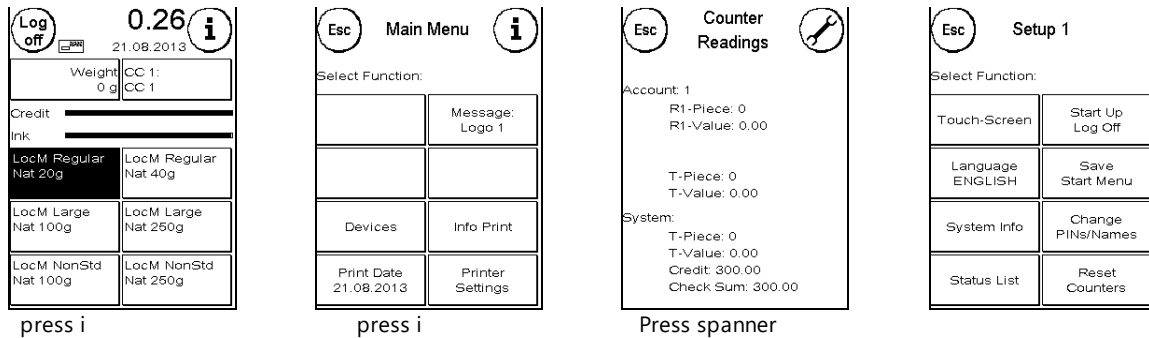 Log
off
0.26
i
21.08.2013
Weight
0 g
CC 1:
CC 1
Credit
Ink
LocM Regular
Nat 20g
LocM Regular
Nat 40g
LocM Large
Nat 100g
LocM Large
Nat 250g
LocM NonStd
Nat 100g
LocM NonStd
Nat 250g
press i
Esc
Main Menu
i
Select Function:
Message:
Logo 1
Devices
Info Print
Print Date
21.08.2013
Printer
Settings
press i
Esc
Counter
Readings
Account: 1
R1-Piece: 0
R1-Value: 0.00
T-Piece: 0
T-Value: 0.00
System:
T-Piece: 0
T-Value: 0.00
Credit: 300.00
Check Sum: 300.00
Press spanner
Esc
Setup 1
Select Function:
Touch-Screen
Start Up
Log Off
Language
ENGLISH
Save
Start Menu
System Info
Change
PINs/Names
Status List
Reset
Counters